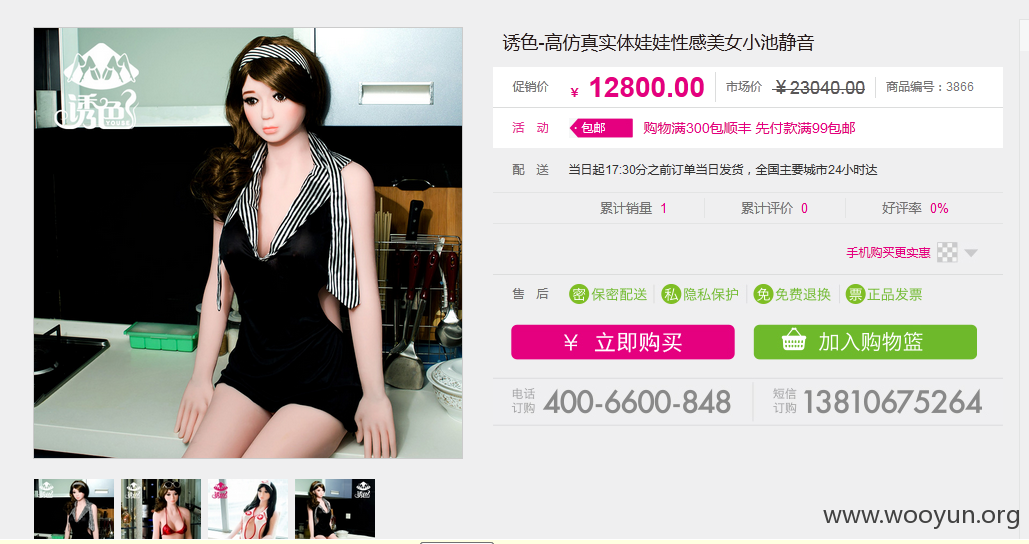 诱色
YOUSE
诱色-高仿真实体娃娃性感美女小池静音
促销价 ¥ 12800.00 市场价 ¥ 23040.00 商品编号：3866
活 动 包邮 购物满300包顺丰 先付款满99包邮
配 送 当日起17:30分之前订单当日发货，全国主要城市24小时达
累计销量 1 累计评价 0 好评率 0%
手机购买更实惠
售 后 密 保密配送 私 隐私保护 免 免费退换 票 正品发票
¥ 立即购买 加入购物篮
电话订购 400-6600-848 短信订购 13810675264
www.wooyun.org